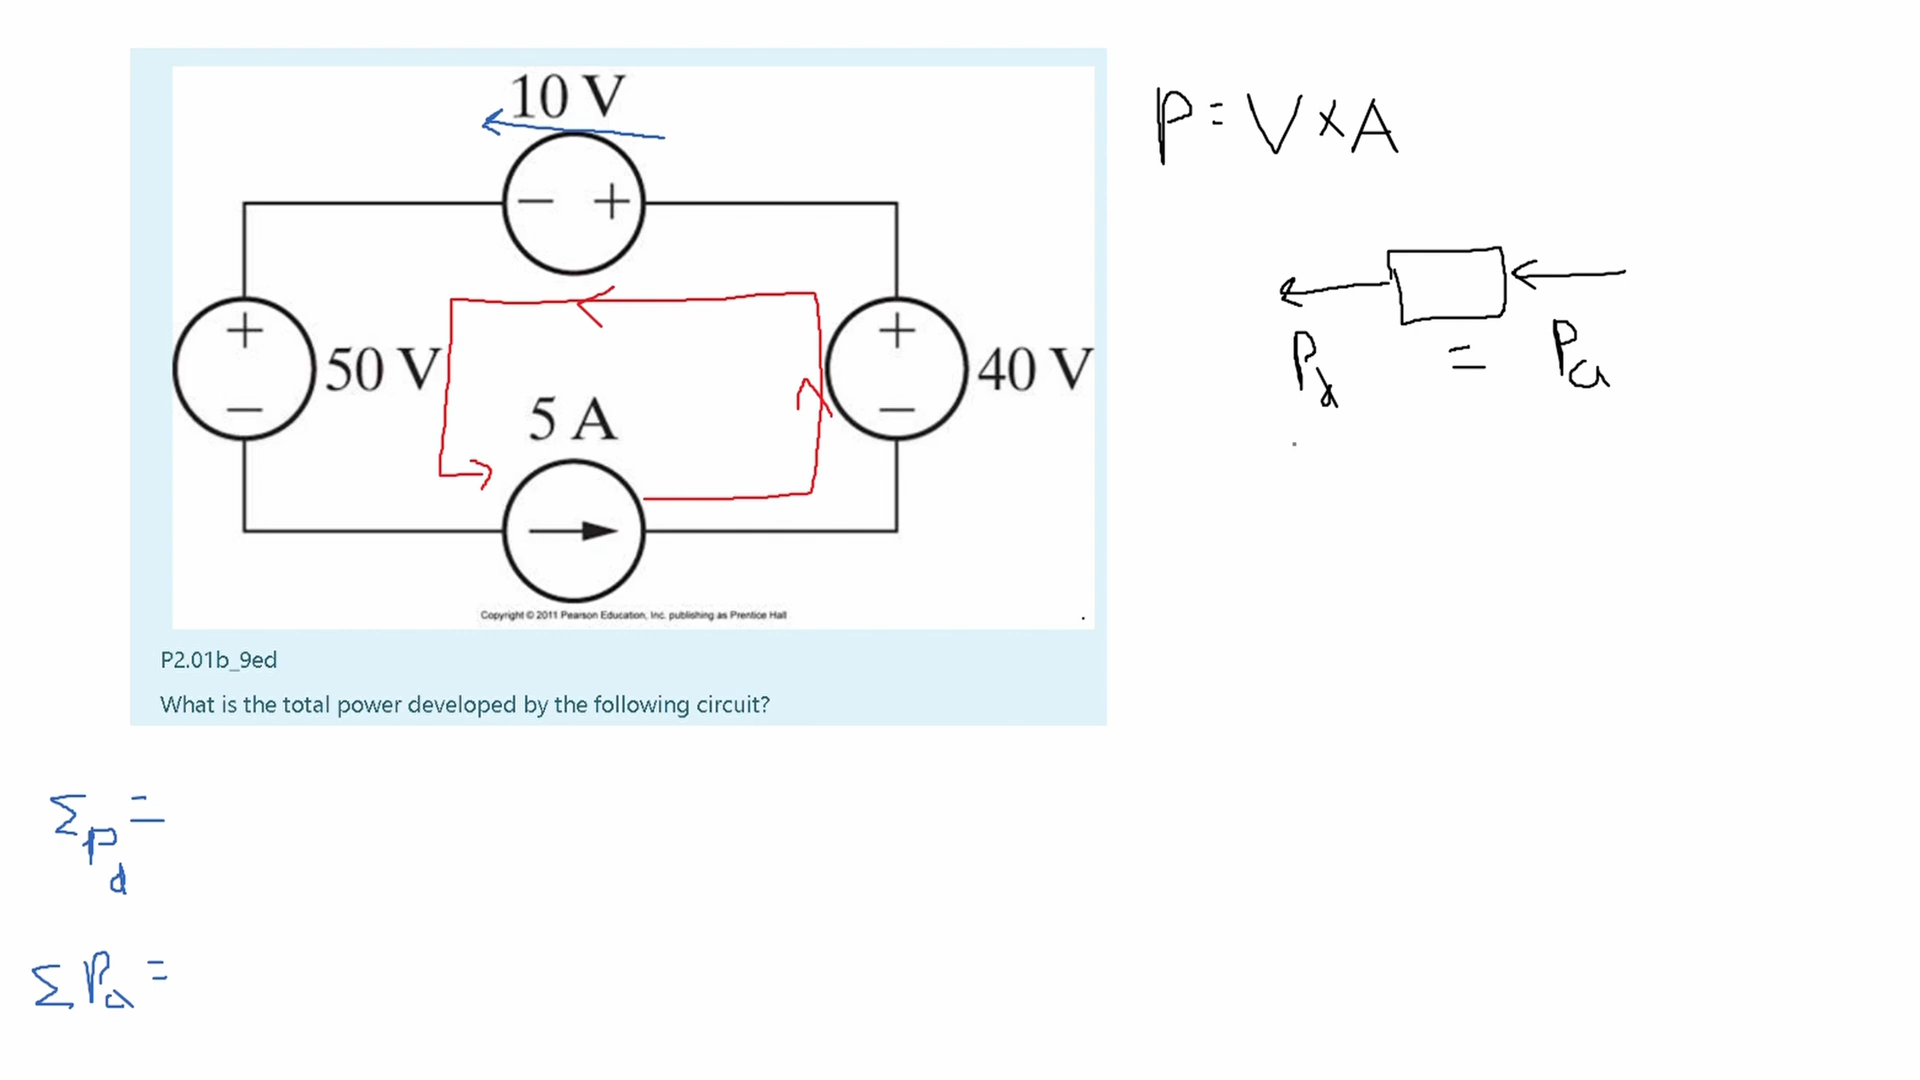 10 V
- +
+
-
50 V
5 A
+
-
40 V
Copyright © 2011 Pearson Education, Inc. publishing as Prentice Hall
P2.01b_9ed
What is the total power developed by the following circuit?
P = V × A
Pd = Pa
ΣPd =
ΣPa =